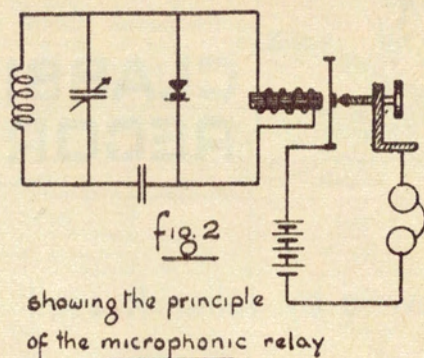 fig. 2
showing the principle
of the microphonic relay